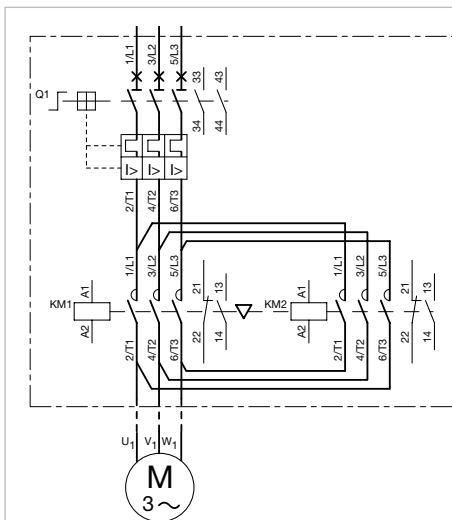 1/L1 3/L2 5/L3
33 43
Q1
34 44
I> I> I>
2/T1 4/T2 6/T3
1/L1 3/L2 5/L3
21 13
1/L1 3/L2 5/L3
21 13
A1
KM1
A2
A1
KM2
A2
22 14
2/T1 4/T2 6/T3
22 14
2/T1 4/T2 6/T3
U1 V1 W1
M
3~